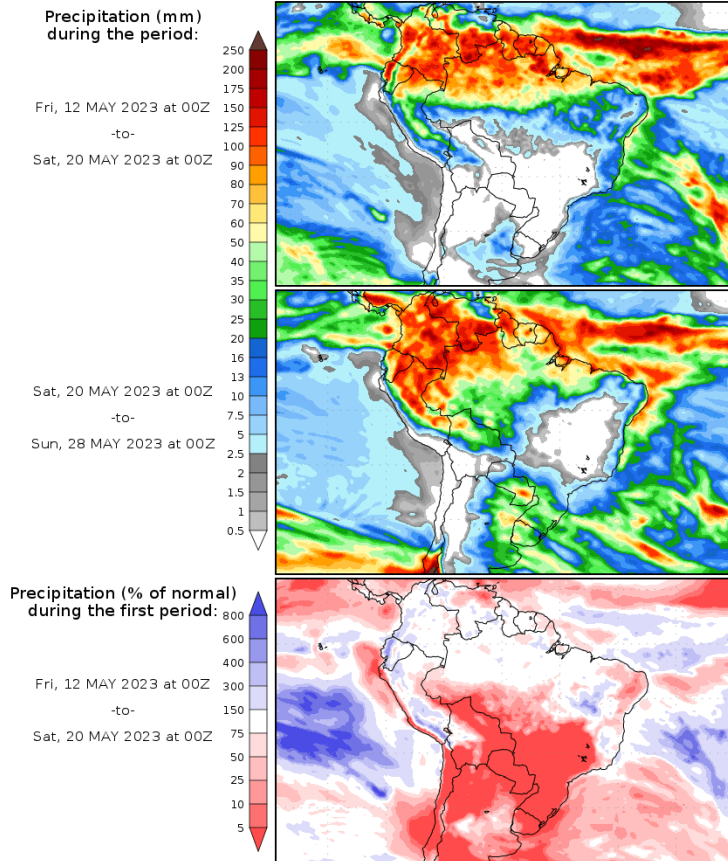 Precipitation (mm)
during the period:
Fri, 12 MAY 2023 at 00Z
-to-
Sat, 20 MAY 2023 at 00Z
Sat, 20 MAY 2023 at 00Z
-to-
Sun, 28 MAY 2023 at 00Z
250
200
175
150
125
100
90
80
70
60
50
40
35
30
25
20
16
13
10
7.5
5
2.5
2
1.5
1
0.5
Precipitation (% of normal)
during the first period:
Fri, 12 MAY 2023 at 00Z
-to-
Sat, 20 MAY 2023 at 00Z
800
600
400
300
150
75
50
25
10
5